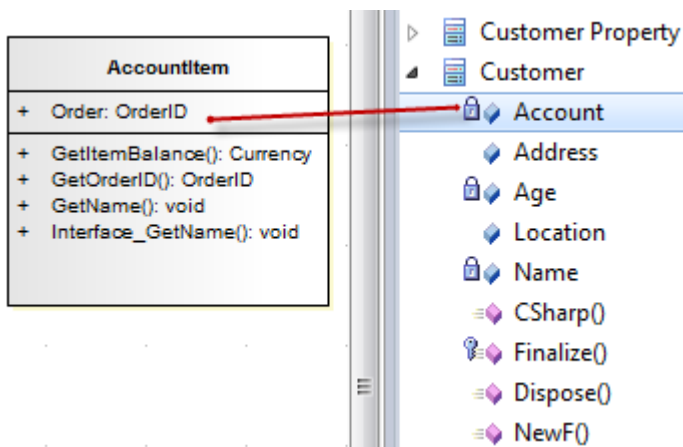 AccountItem
+ Order: OrderID
+ GetItemBalance(): Currency
+ GetOrderID(): OrderID
+ GetName(): void
+ Interface_GetName(): void
Customer Property
Customer
Account
Address
Age
Location
Name
CSharp()
Finalize()
Dispose()
NewF()